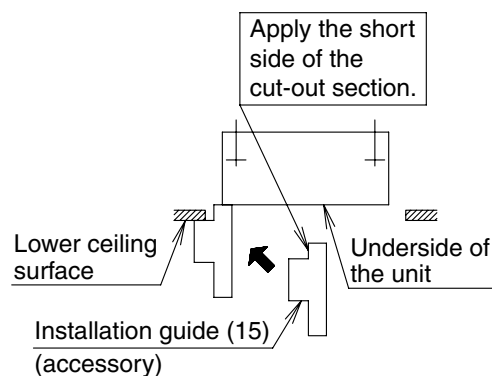 Apply the short
side of the
cut-out section.
Lower ceiling
surface
Underside of
the unit
Installation guide (15)
(accessory)